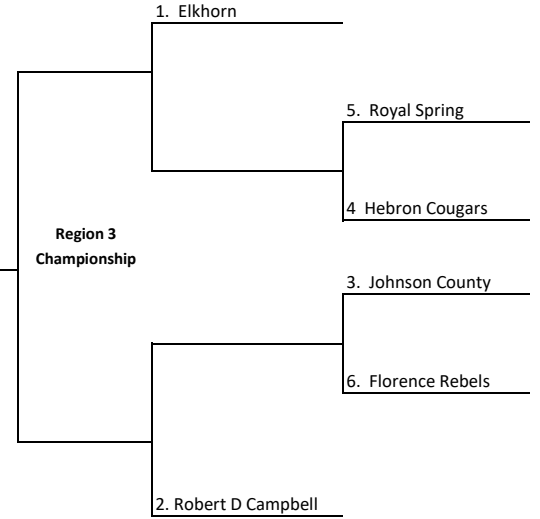 1. Elkhorn
5. Royal Spring
4 Hebron Cougars
Region 3
Championship
3. Johnson County
6. Florence Rebels
2. Robert D Campbell